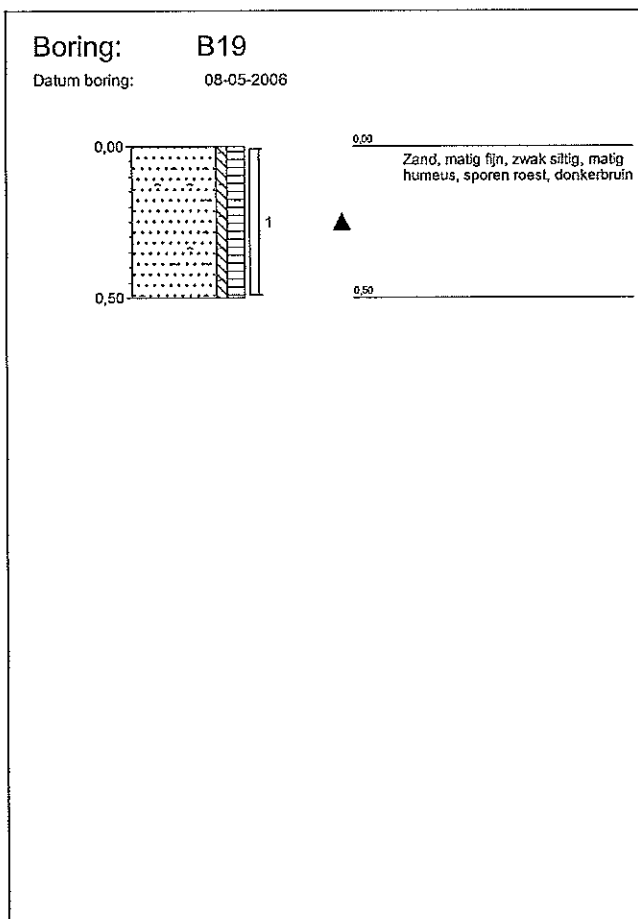 Boring: B19
Datum boring: 08-05-2006
0,00
0,00
Zand, matig fijn, zwak siltig, matig
humeus, sporen roest, donkerbruin
1
0,50
0,50